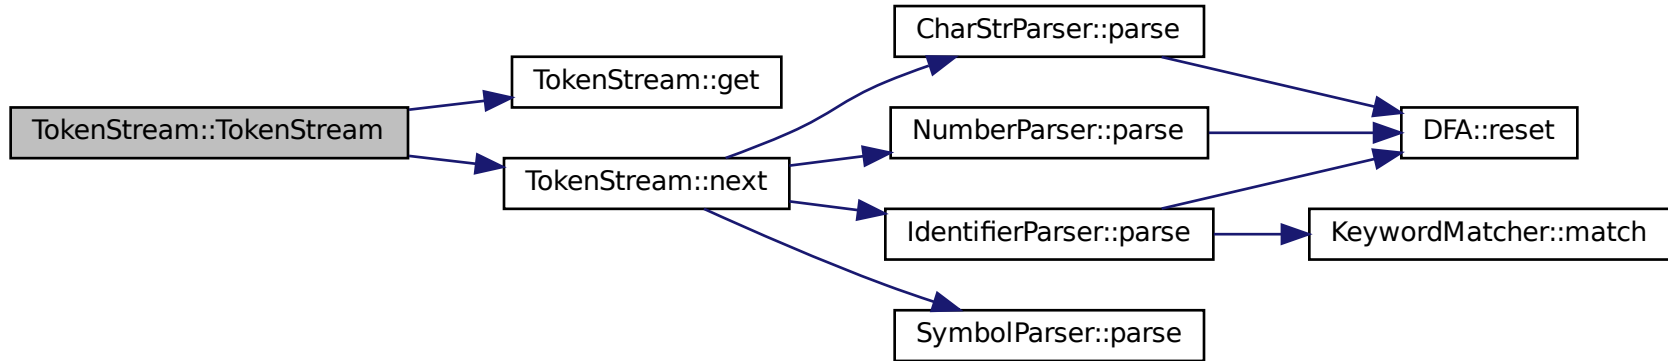 TokenStream::TokenStream
TokenStream::get
TokenStream::next
CharStrParser::parse
NumberParser::parse
IdentifierParser::parse
SymbolParser::parse
DFA::reset
KeywordMatcher::match